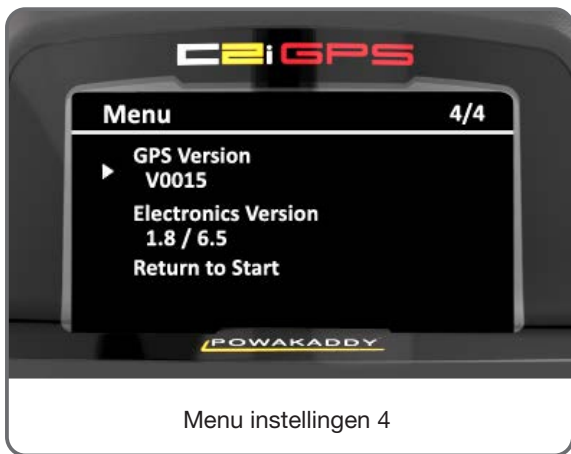 C2i GPS
Menu 4/4
GPS Version
V0015
Electronics Version
1.8 / 6.5
Return to Start
POWAKADDY
Menu instellingen 4